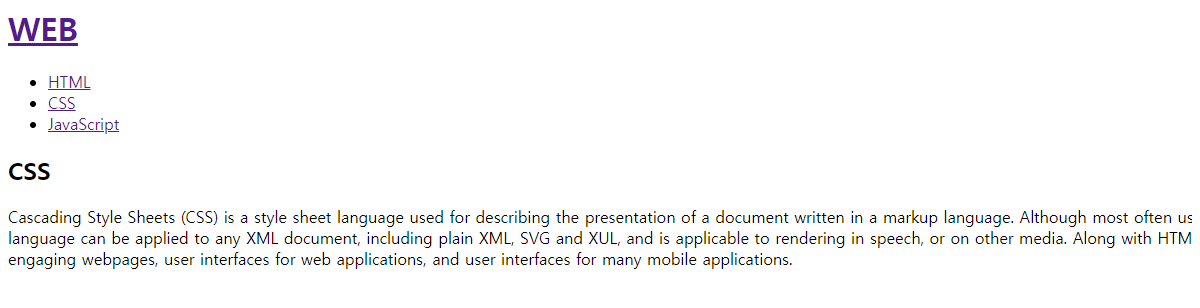 WEB
HTML
CSS
JavaScript
CSS
Cascading Style Sheets (CSS) is a style sheet language used for describing the presentation of a document written in a markup language. Although most often us
language can be applied to any XML document, including plain XML, SVG and XUL, and is applicable to rendering in speech, or on other media. Along with HTM
engaging webpages, user interfaces for web applications, and user interfaces for many mobile applications.